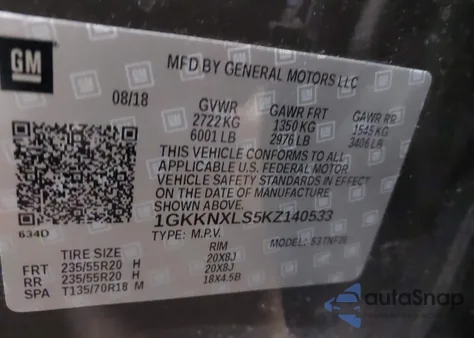 GM
MFD BY GENERAL MOTORS LLC
08/18 GVWR GAWR FRT GAWR RR
2722 KG 1350 KG 1545 KG
6001 LB 2976 LB 3406 LB
THIS VEHICLE CONFORMS TO ALL
APPLICABLE U.S. FEDERAL MOTOR
VEHICLE SAFETY STANDARDS IN EFFECT
ON THE DATE OF MANUFACTURE
SHOWN ABOVE.
1GKKNXLS5KZ140533
634D TYPE: M.P.V. MODEL:
TIRE SIZE RIM
FRT 235/55R20 H 20X8J
RR 235/55R20 H 20X8J
SPA T135/70R18 M 18X4.5B
autoSnap